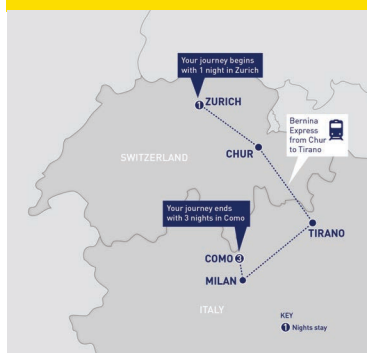 Your journey begins
with 1 night in Zurich
1 ZURICH
Bernina
Express
from Chur
to Tirano
CHUR
SWITZERLAND
Your journey ends
with 3 nights in Como
TIRANO
COMO 3
MILAN
ITALY
KEY
1 Nights stay